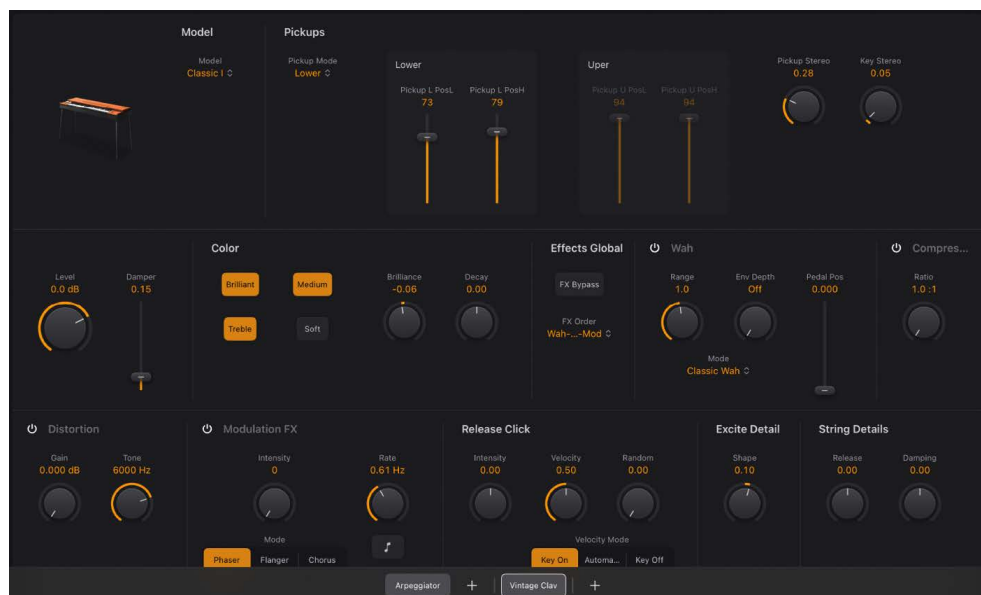 Model
Pickups
Model
Classic I
Pickup Mode
Lower
Lower
Pickup L PosL
73
Pickup L PosH
79
Uper
Pickup U PosL
94
Pickup U PosH
94
Pickup Stereo
0.28
Key Stereo
0.05
Level
0.0 dB
Damper
0.15
Color
Brilliant
Medium
Treble
Soft
Brilliance
-0.06
Decay
0.00
Effects Global
FX Bypass
FX Order
Wah-...-Mod
Wah
Range
1.0
Env Depth
Off
Pedal Pos
0.000
Mode
Classic Wah
Compres...
Ratio
1.0 :1
Distortion
Gain
0.000 dB
Tone
6000 Hz
Modulation FX
Intensity
0
Rate
0.61 Hz
Mode
Phaser
Flanger
Chorus
Release Click
Intensity
0.00
Velocity
0.50
Random
0.00
Velocity Mode
Key On
Automa...
Key Off
Excite Detail
Shape
0.10
String Details
Release
0.00
Damping
0.00
Arpeggiator
+
Vintage Clav
+